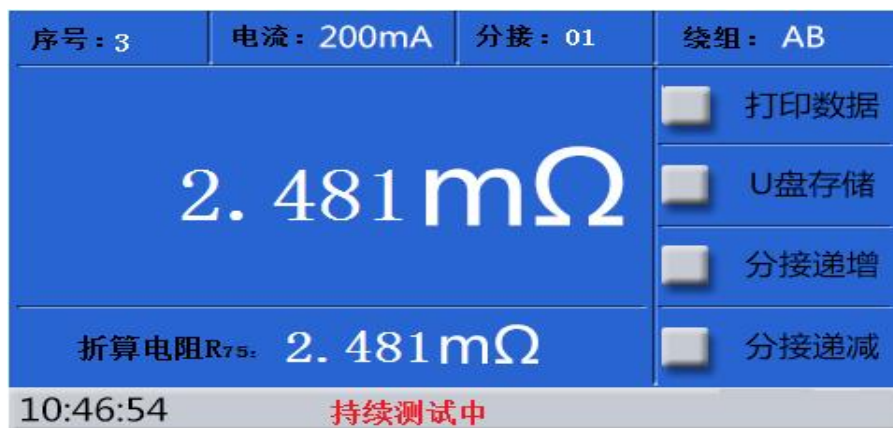 序号：3 电流：200mA 分接：01 绕组：AB
打印数据
2.481mΩ
U盘存储
分接递增
折算电阻R75: 2.481mΩ
分接递减
10:46:54 持续测试中